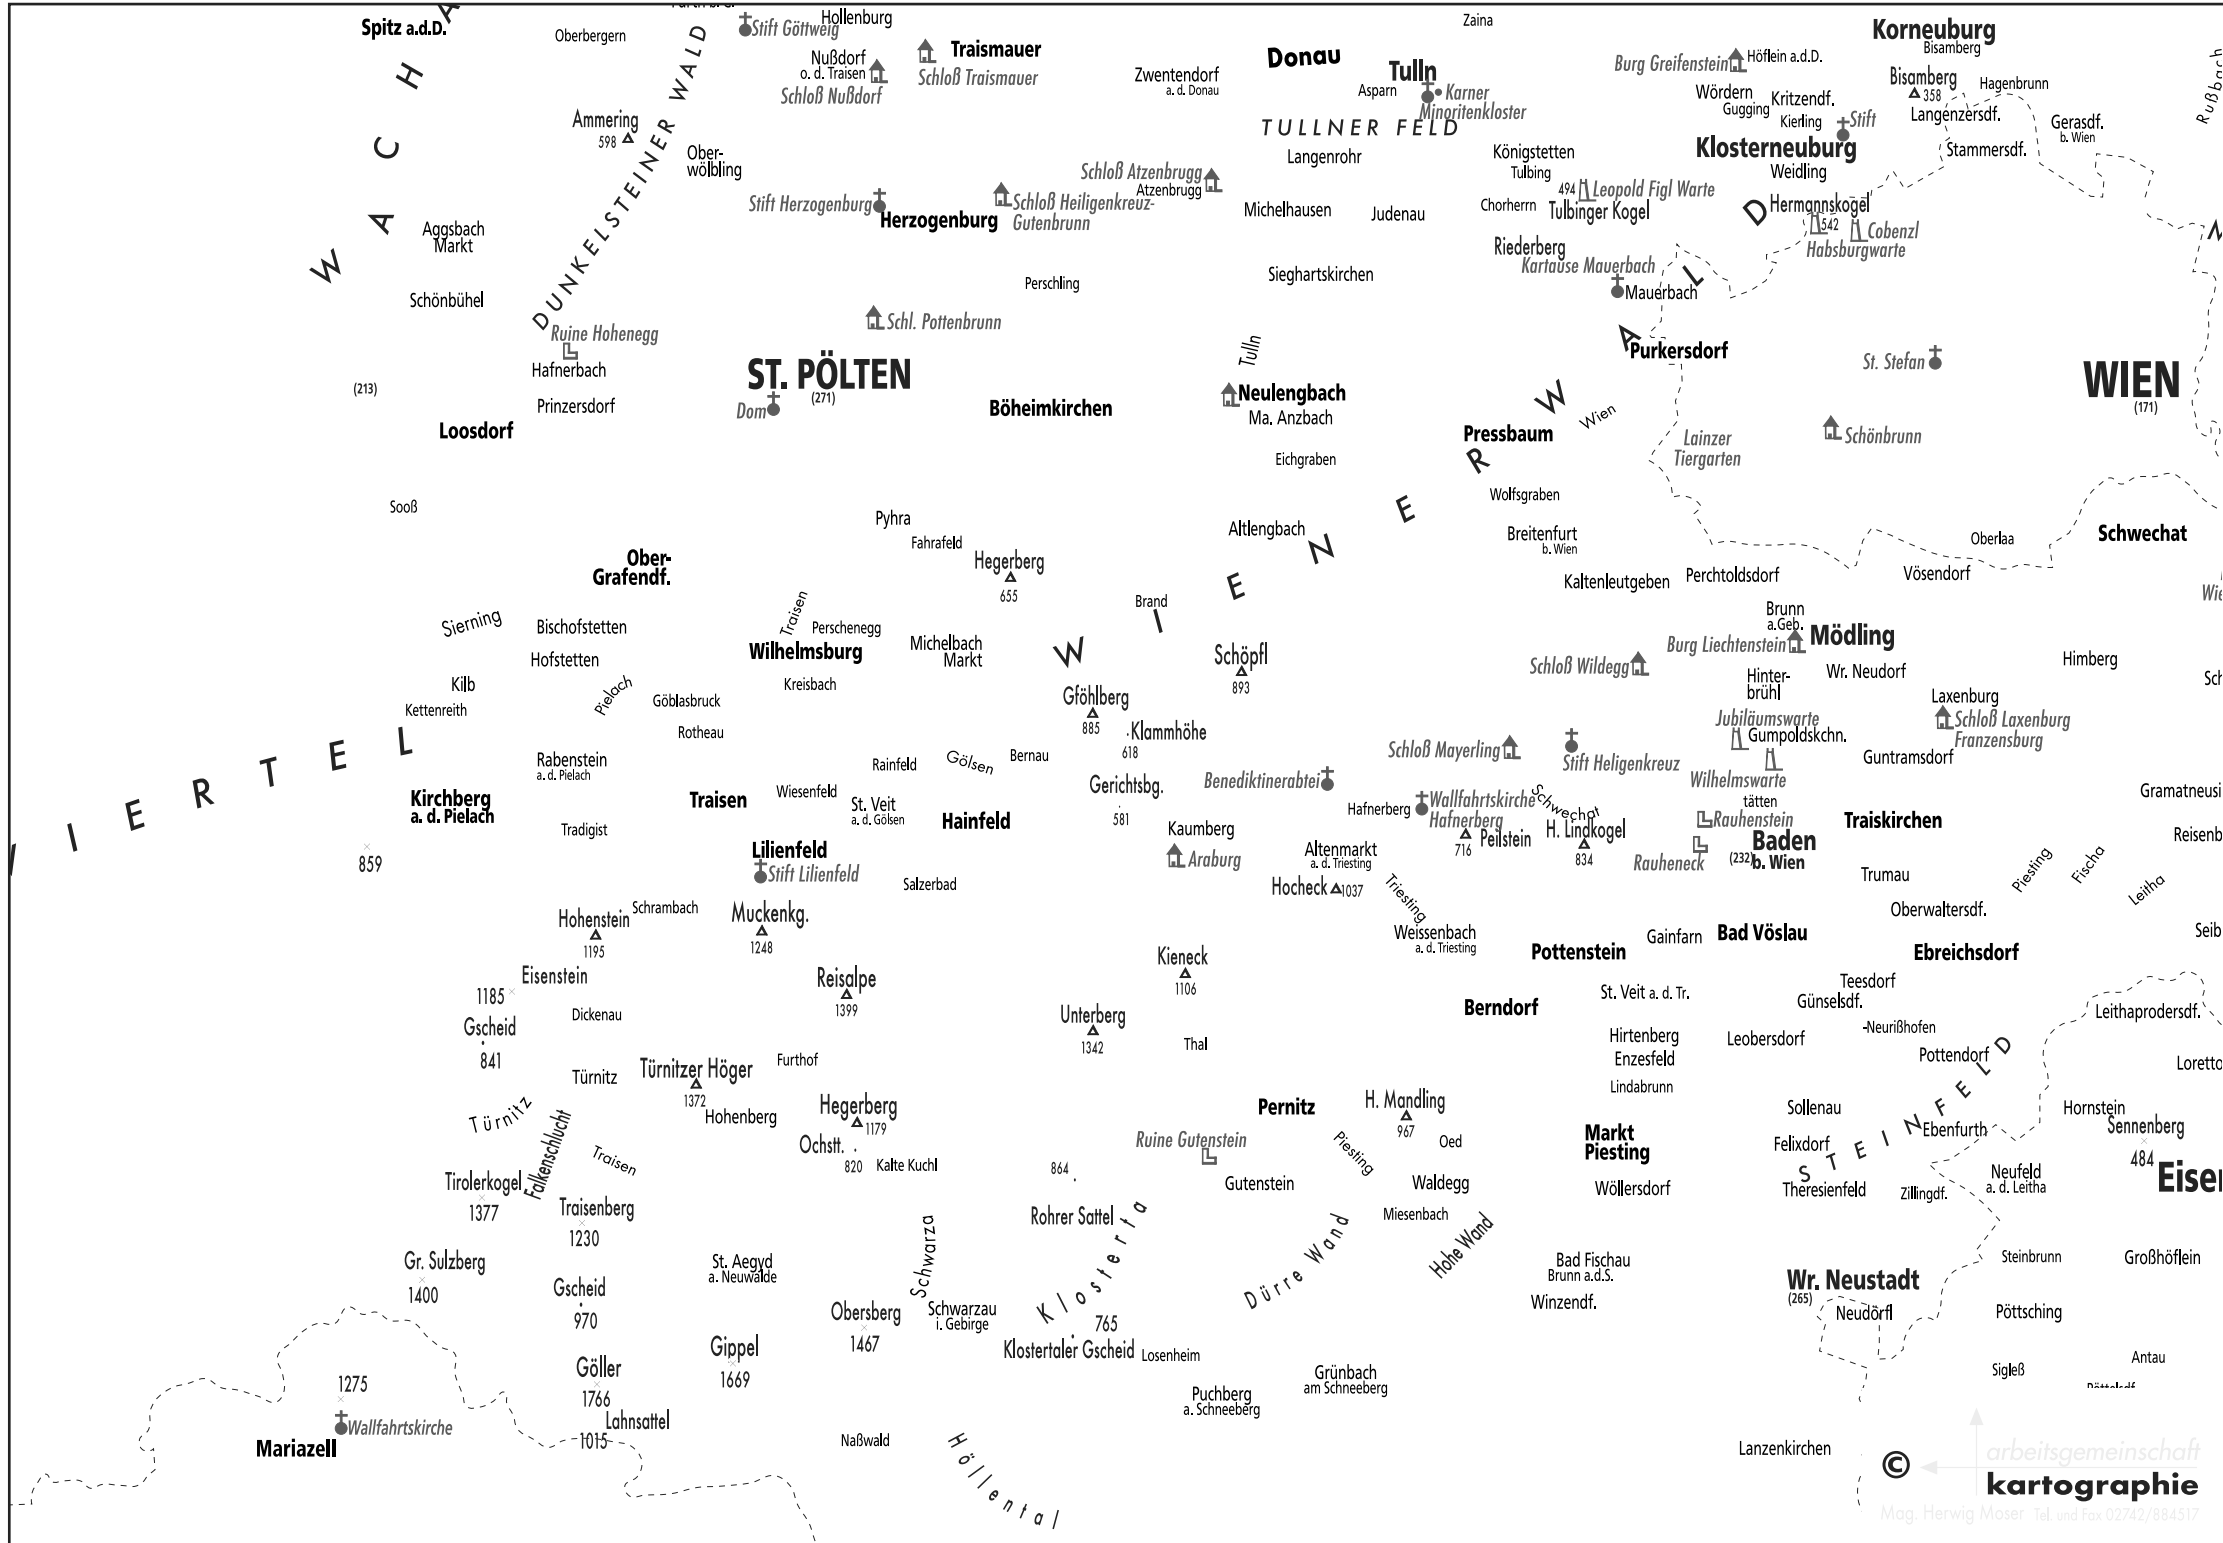 Spitz a.d.D.
WACHA
Oberbergern
Stift Göttweig
Hollenburg
Nußdorf
o. d. Traisen
Schloß Nußdorf
Traismauer
Schloß Traismauer
Zwentendorf
a. d. Donau
Donau
Tulln
Asparn
Karner
Minoritenkloster
Zaina
Burg Greifenstein
Höflein a.d.D.
Korneuburg
Bisamberg
Bisamberg
358
Hagenbrunn
Rußbach
Wördern
Gugging
Kritzendf.
Kierling
Stift
Langenzersdf.
Gerasdf.
b. Wien
Stammersdf.
Ammering
598
DUNKELSTEINER WALD
Ober-
wölbling
TULLNER FELD
Langenrohr
Königstetten
Tulbing
Klosterneuburg
Weidling
Schloß Atzenbrugg
Atzenbrugg
494
Leopold Figl Warte
Tulbinger Kogel
Chorherrn
Hermannskogel
542
Cobenzl
Habsburgwarte
Stift Herzogenburg
Herzogenburg
Schloß Heiligenkreuz-
Gutenbrunn
Michelhausen
Judenau
Riederberg
Kartause Mauerbach
Mauerbach
Aggsbach
Markt
Schönbühel
Perschling
Sieghartskirchen
Schl. Pottenbrunn
Ruine Hohenegg
Hafnerbach
Prinzersdorf
(213)
Loosdorf
ST. PÖLTEN
(271)
Dom
Böheimkirchen
Tulln
Neulengbach
Ma. Anzbach
Eichgraben
WIENERWALD
Purkersdorf
Pressbaum
Wien
St. Stefan
WIEN
(171)
Lainzer
Tiergarten
Schönbrunn
Sooß
Pyhra
Fahrafeld
Hegerberg
655
Altlengbach
Wolfsgraben
Breitenfurt
b. Wien
Oberlaa
Schwechat
Ober-
Grafendf.
Kaltenleutgeben
Perchtoldsdorf
Vösendorf
Brand
Brunn
a.Geb.
Sierning
Bischofstetten
Hofstetten
Traisen
Perschenegg
Wilhelmsburg
Kreisbach
Michelbach
Markt
Schöpfl
893
Burg Liechtenstein
Mödling
Schloß Wildegg
Hinter-
brühl
Wr. Neudorf
Himberg
Kilb
Kettenreith
Pielach
Göblasbruck
Rotheau
Gföhlberg
885
Klammhöhe
618
Laxenburg
Schloß Laxenburg
Franzensburg
Jubiläumswarte
Gumpoldskchn.
Wilhelmswarte
Guntramsdorf
VIERTEL
Rabenstein
a. d. Pielach
Rainfeld
Gölsen
Bernau
Schloß Mayerling
Stift Heligenkreuz
Kirchberg
a. d. Pielach
Traisen
Wiesenfeld
St. Veit
a. d. Gölsen
Hainfeld
Gerichtsbg.
581
Benediktinerabtei
Hafnerberg
Wallfahrtskirche
Hafnerberg
Schwechat
tätten
Rauhenstein
Traiskirchen
Gramatneusi
Reisenb
Tradigist
859
Lilienfeld
Stift Lilienfeld
Salzerbad
Kaumberg
Araburg
Altenmarkt
a. d. Triesting
716
Peilstein
H. Lindkogel
834
Rauheneck
Baden
(232)
b. Wien
Trumau
Piesting
Fischa
Leitha
Hocheck
1037
Triesting
Oberwaltersdf.
Hohenstein
1195
Schrambach
Muckenkg.
1248
Weissenbach
a. d. Triesting
Pottenstein
Gainfarn
Bad Vöslau
Ebreichsdorf
Seib
Eisenstein
1185
Gscheid
841
Dickenau
Reisalpe
1399
Kieneck
1106
Unterberg
1342
Thal
Berndorf
St. Veit a. d. Tr.
Teesdorf
Günselsdf.
Leithaprodersdf.
Hirtenberg
Enzesfeld
Lindabrunn
Leobersdorf
-Neurißhofen
Pottendorf
Loretto
Türnitz
Türnitzer Höger
1372
Furthof
Hohenberg
Hegerberg
1179
Ochstt.
820
Kalte Kuchl
Türnitz
Falkenschlucht
Traisen
Pernitz
H. Mandling
967
Oed
Piesting
Ruine Gutenstein
Gutenstein
Waldegg
Miesenbach
Markt
Piesting
Wöllersdorf
Sollenau
Felixdorf
STEINFELD
Theresienfeld
Ebenfurth
Zillingdf.
Hornstein
Sennenberg
484
Neufeld
a. d. Leitha
Eisen
Tirolerkogel
1377
Traisenberg
1230
864
Rohrer Sattel
Schwarza
Klosterta
Dürre Wand
Hohe Wand
Gr. Sulzberg
1400
Gscheid
970
St. Aegyd
a. Neuwalde
Obersberg
1467
Schwarzau
i. Gebirge
765
Klostertaler Gscheid
Losenheim
Bad Fischau
Brunn a.d.S.
Winzendf.
Wr. Neustadt
(265)
Neudörfl
Steinbrunn
Großhöflein
Pöttsching
Gippel
1669
Göller
1766
Lahnsattel
1015
1275
Wallfahrtskirche
Mariazell
Naßwald
Höllental
Puchberg
a. Schneeberg
Grünbach
am Schneeberg
Sigleß
Antau
Lanzenkirchen
© arbeitsgemeinschaft
kartographie
Mag. Herwig Moser Tel. und Fax 02742/884517